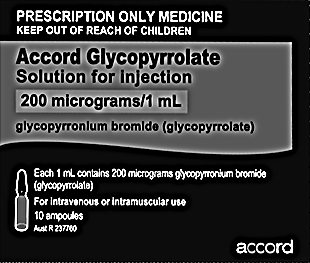 PRESCRIPTION ONLY MEDICINE
KEEP OUT OF REACH OF CHILDREN
Accord Glycopyrrolate
Solution for injection
200 micrograms/1 mL
glycopyrronium bromide (glycopyrrolate)
Each 1 mL contains 200 micrograms glycopyrronium bromide
(glycopyrrolate)
For intravenous or intramuscular use
10 ampoules
Aust R 237760
accord